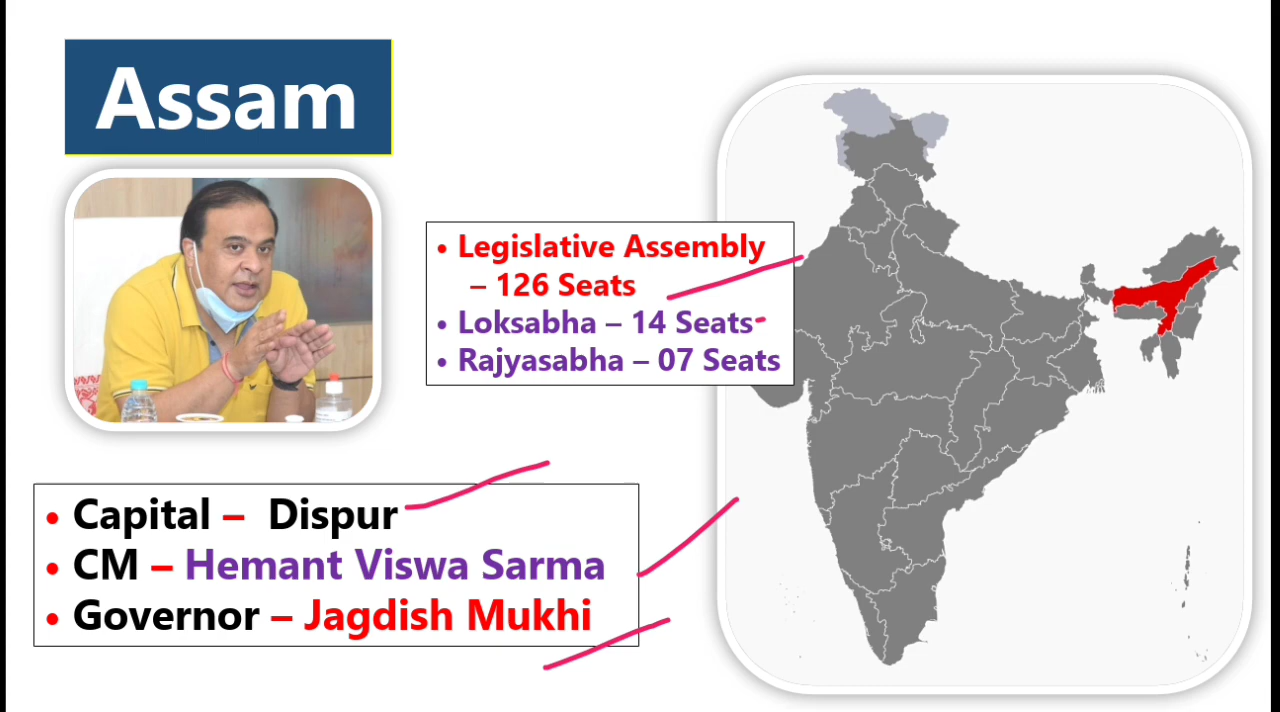 Assam
• Legislative Assembly
– 126 Seats
• Loksabha – 14 Seats
• Rajyasabha – 07 Seats
• Capital – Dispur
• CM – Hemant Viswa Sarma
• Governor – Jagdish Mukhi